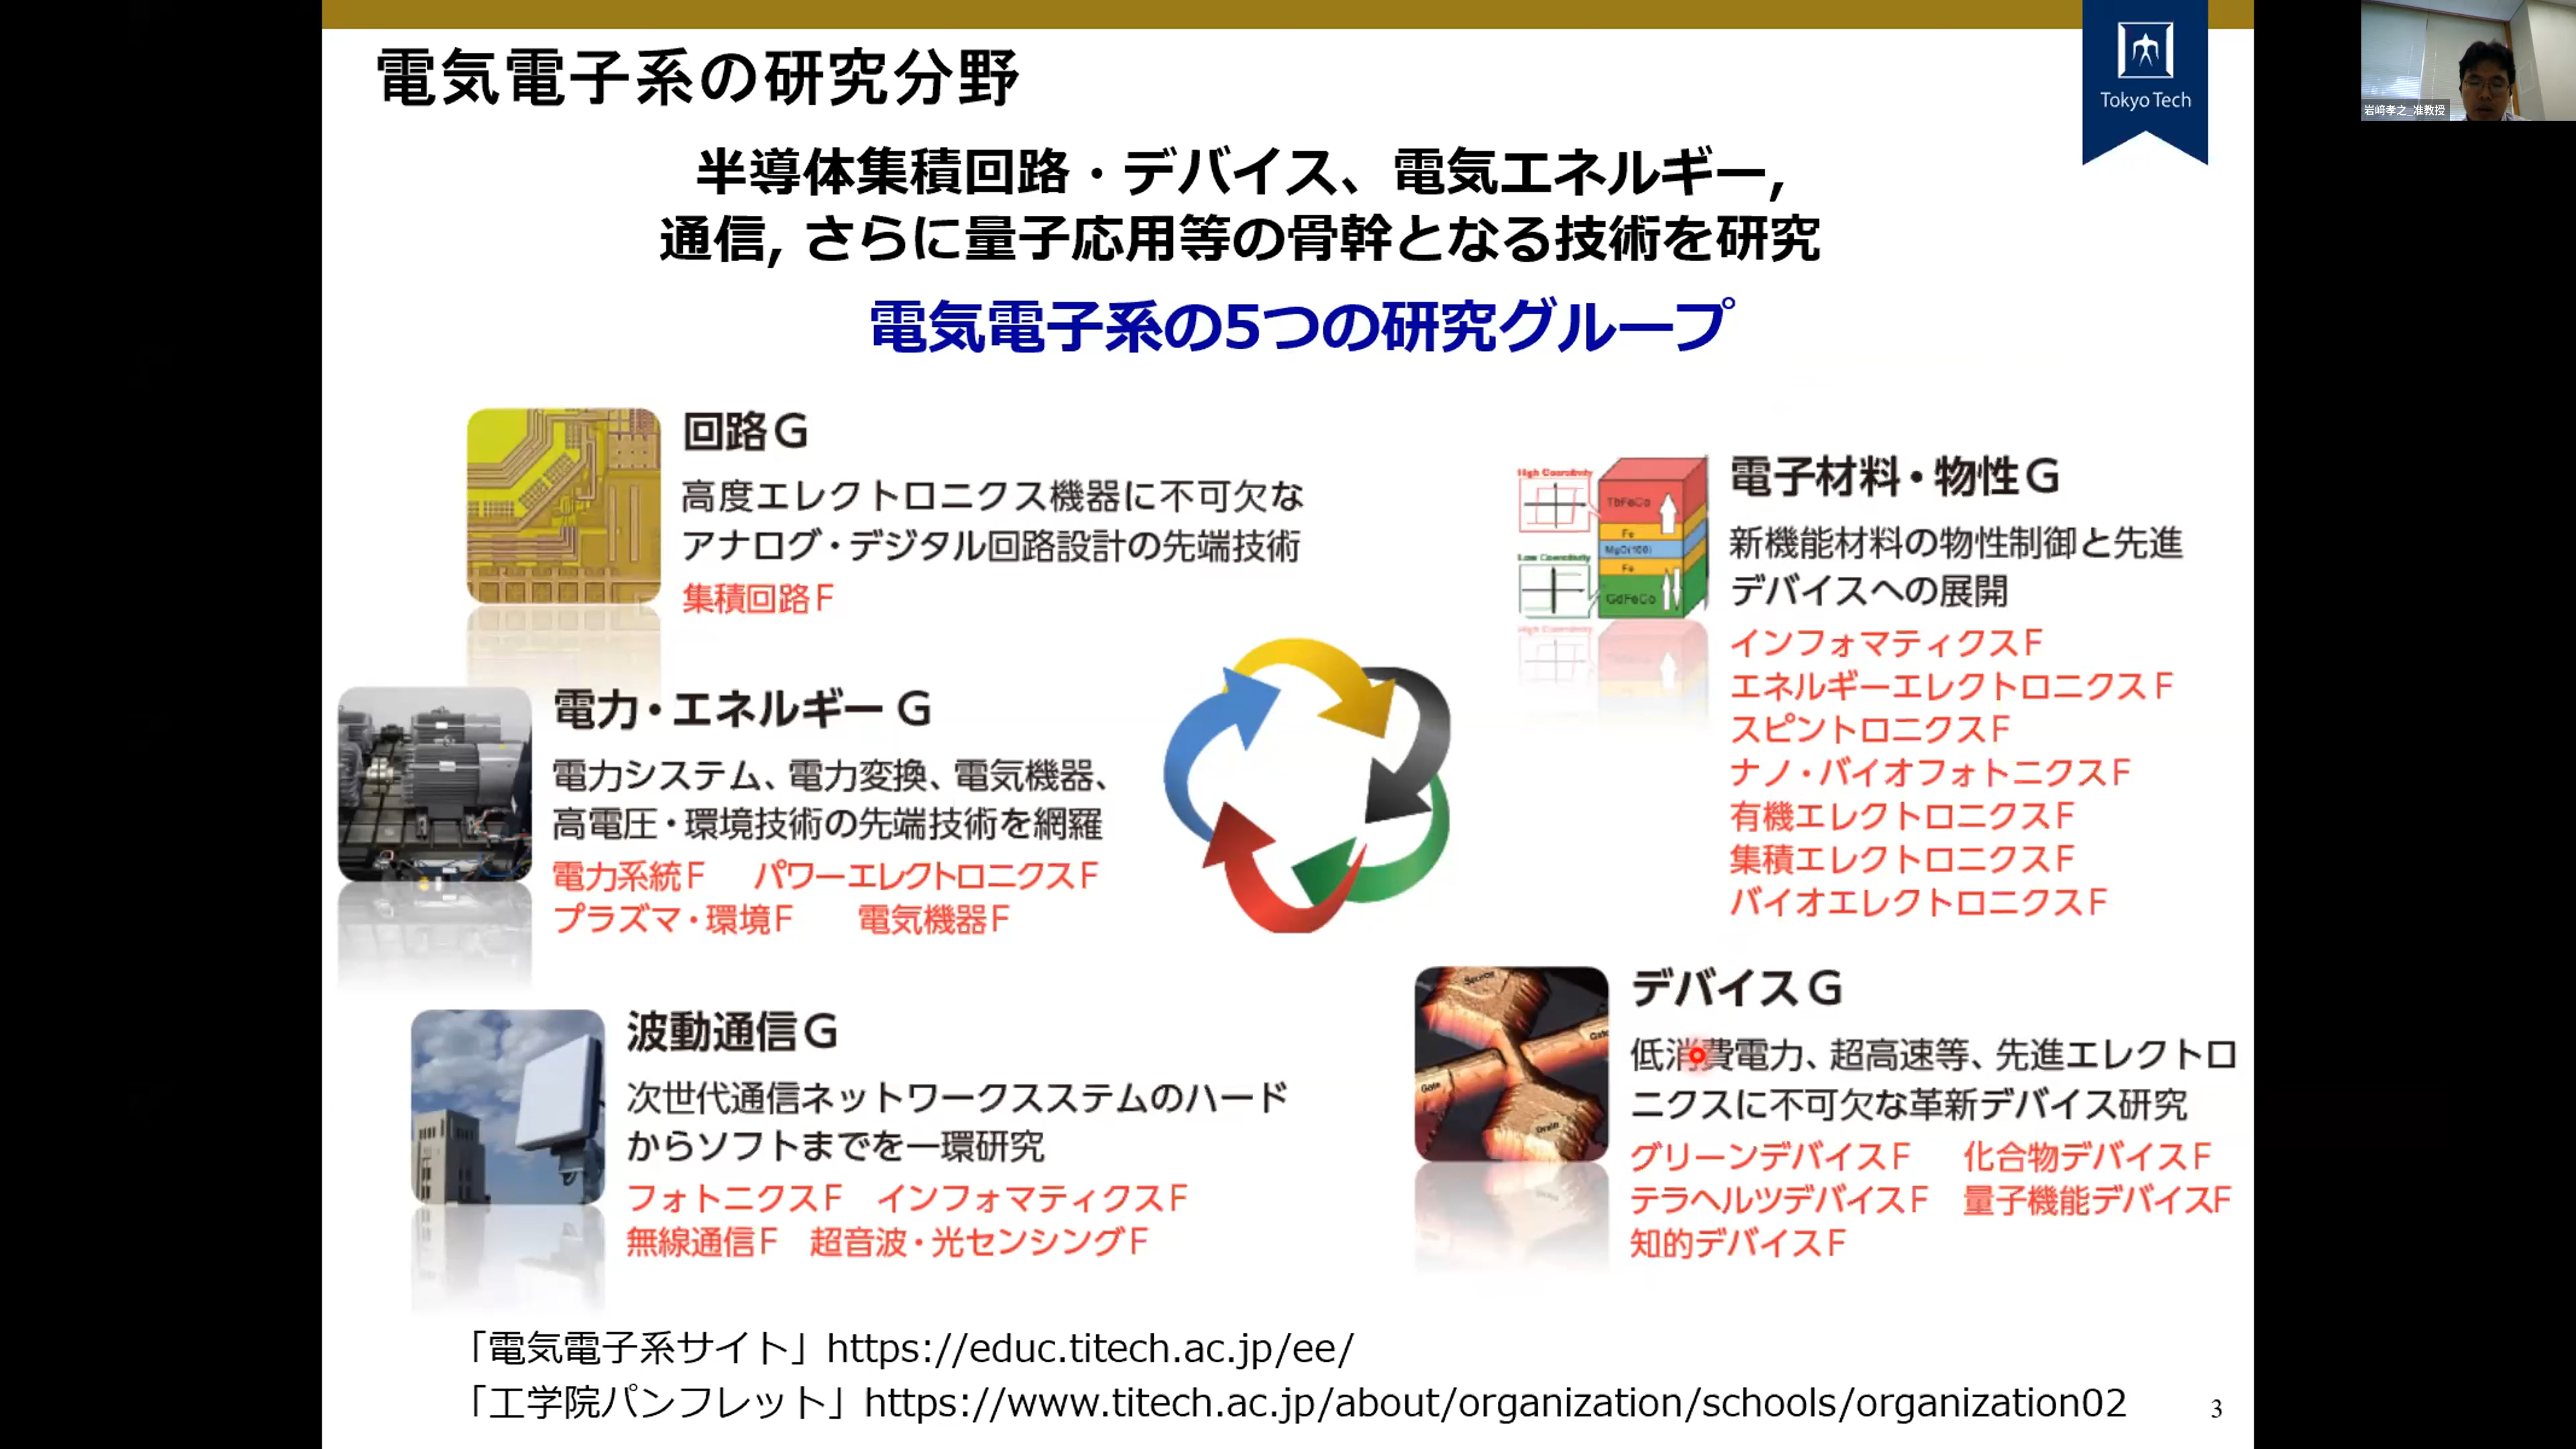 電気電子系の研究分野
Tokyo Tech
岩﨑孝之_准教授
半導体集積回路・デバイス、電気エネルギー,
通信, さらに量子応用等の骨幹となる技術を研究
電気電子系の5つの研究グループ
回路G
高度エレクトロニクス機器に不可欠な
アナログ・デジタル回路設計の先端技術
集積回路F
電力・エネルギーG
電力システム、電力変換、電気機器、
高電圧・環境技術の先端技術を網羅
電力系統F パワーエレクトロニクスF
プラズマ・環境F 電気機器F
波動通信G
次世代通信ネットワークスステムのハード
からソフトまでを一環研究
フォトニクスF インフォマティクスF
無線通信F 超音波・光センシングF
High Coercivity
TbFeCo
Fe
MgO(100)
Low Coercivity
Fe
GdFeCo
電子材料・物性G
新機能材料の物性制御と先進
デバイスへの展開
インフォマティクスF
エネルギーエレクトロニクスF
スピントロニクスF
ナノ・バイオフォトニクスF
有機エレクトロニクスF
集積エレクトロニクスF
バイオエレクトロニクスF
Source
Gate
Gate
Drain
デバイスG
低消費電力、超高速等、先進エレクトロ
ニクスに不可欠な革新デバイス研究
グリーンデバイスF 化合物デバイスF
テラヘルツデバイスF 量子機能デバイスF
知的デバイスF
「電気電子系サイト」https://educ.titech.ac.jp/ee/
「工学院パンフレット」https://www.titech.ac.jp/about/organization/schools/organization02
3